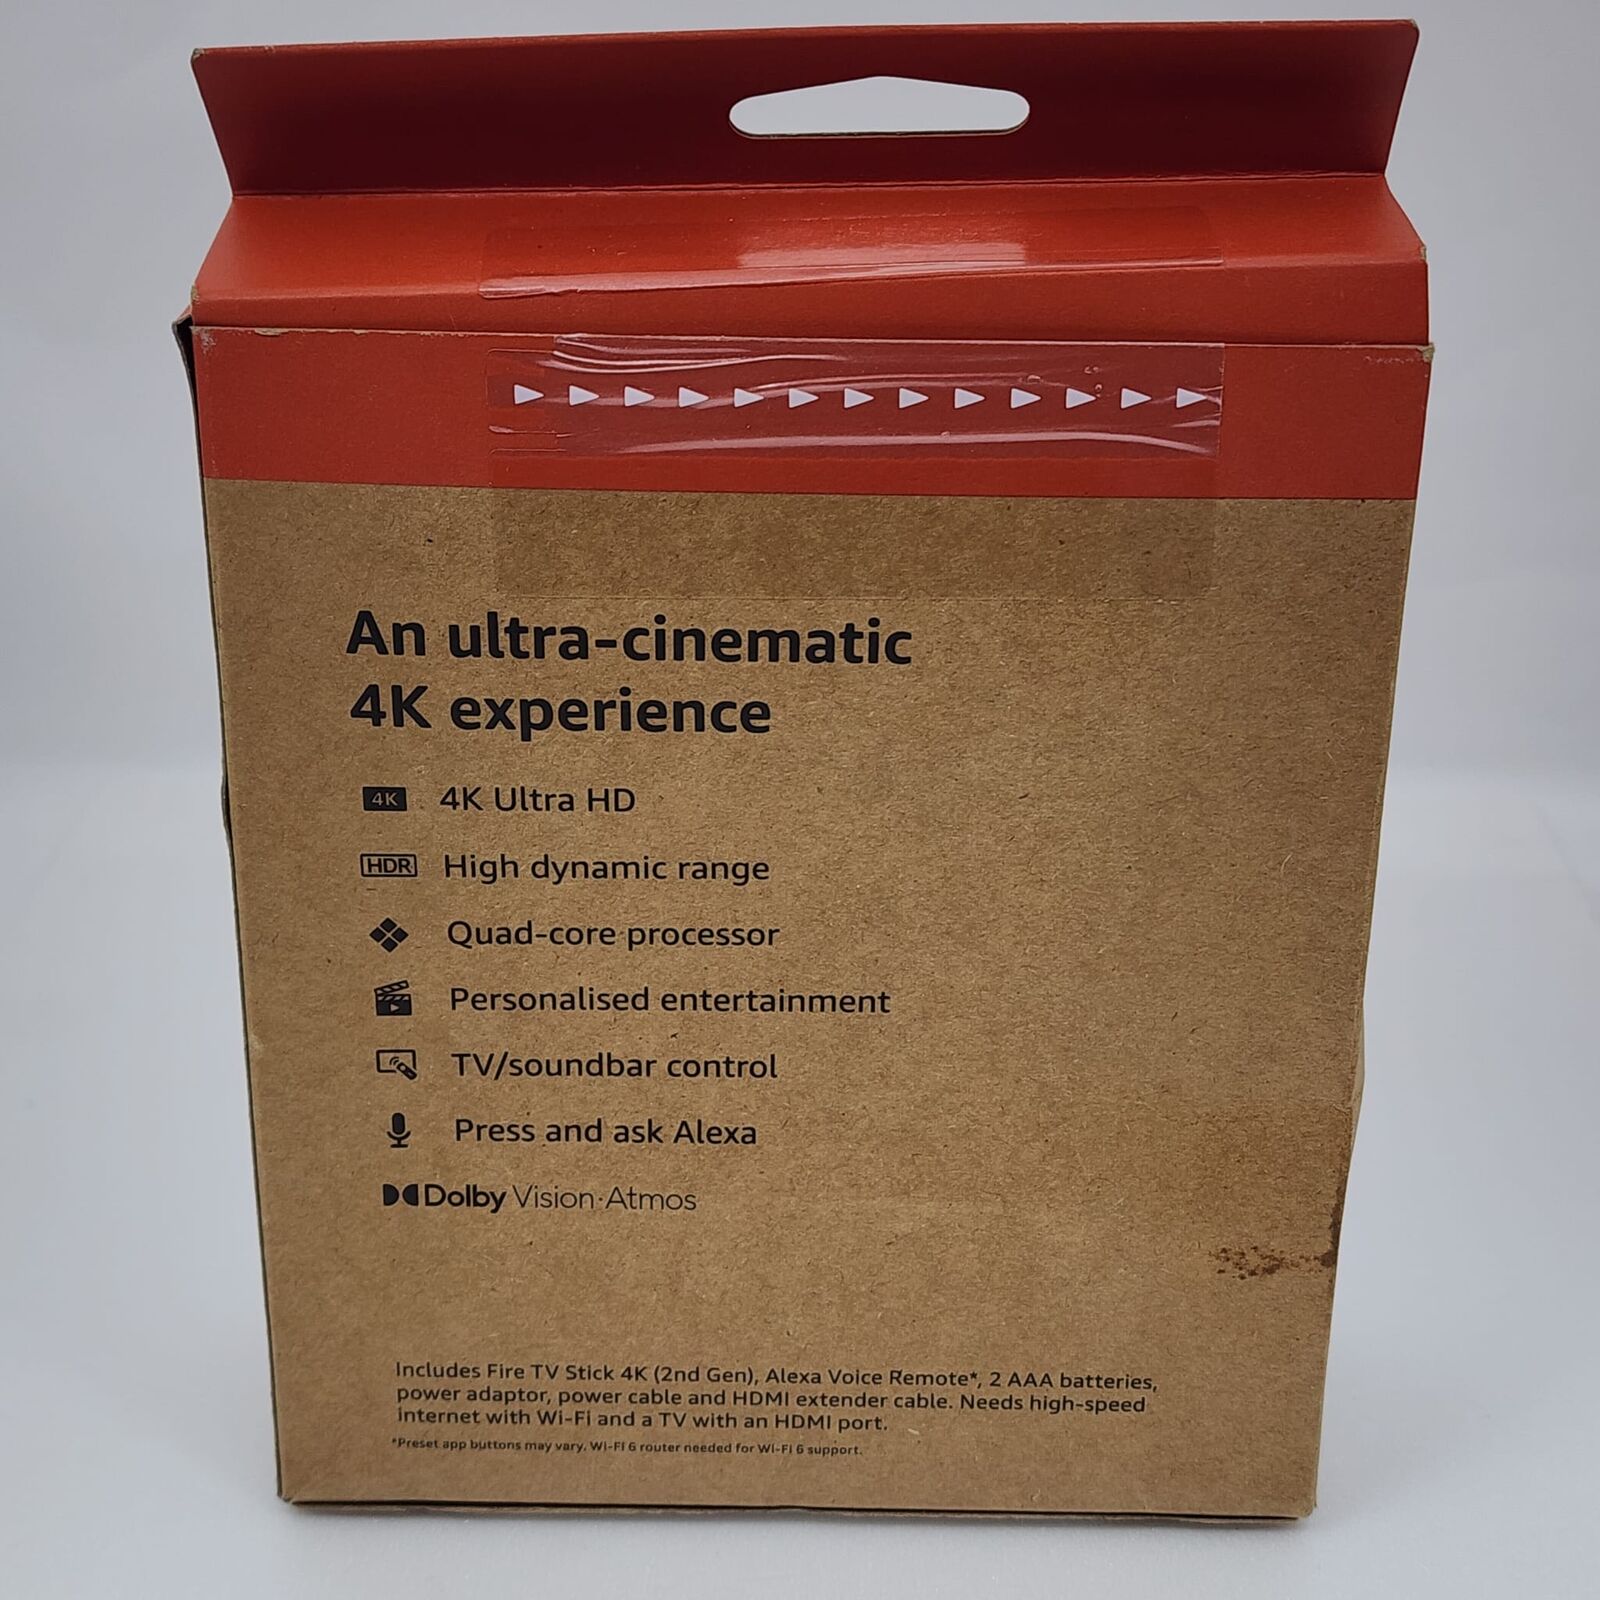 An ultra-cinematic
4K experience
4K 4K Ultra HD
HDR High dynamic range
Quad-core processor
Personalised entertainment
TV/soundbar control
Press and ask Alexa
Dolby Vision·Atmos
Includes Fire TV Stick 4K (2nd Gen), Alexa Voice Remote*, 2 AAA batteries,
power adaptor, power cable and HDMI extender cable. Needs high-speed
internet with Wi-Fi and a TV with an HDMI port.
*Preset app buttons may vary. Wi-Fi 6 router needed for Wi-Fi 6 support.